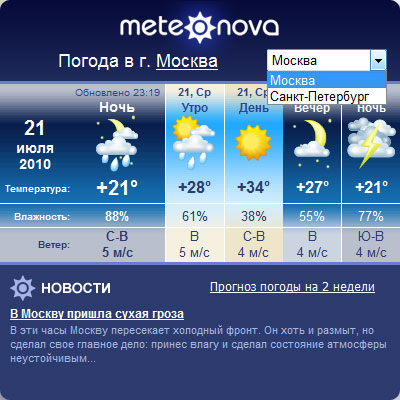 meteonova
Погода в г. Москва
Москва
Москва
Санкт-Петербург
Обновлено 23:19
21, Ср
21, Ср
Ночь
Утро
День
Вечер
Ночь
21
июля
2010
Температура:
+21°
+28°
+34°
+27°
+21°
Влажность:
88%
61%
38%
55%
77%
Ветер:
С-В
5 м/с
В
5 м/с
С-В
4 м/с
В
4 м/с
Ю-В
4 м/с
НОВОСТИ
Прогноз погоды на 2 недели
В Москву пришла сухая гроза
В эти часы Москву пересекает холодный фронт. Он хоть и размыт, но
сделал свое главное дело: принес влагу и сделал состояние атмосферы
неустойчивым...